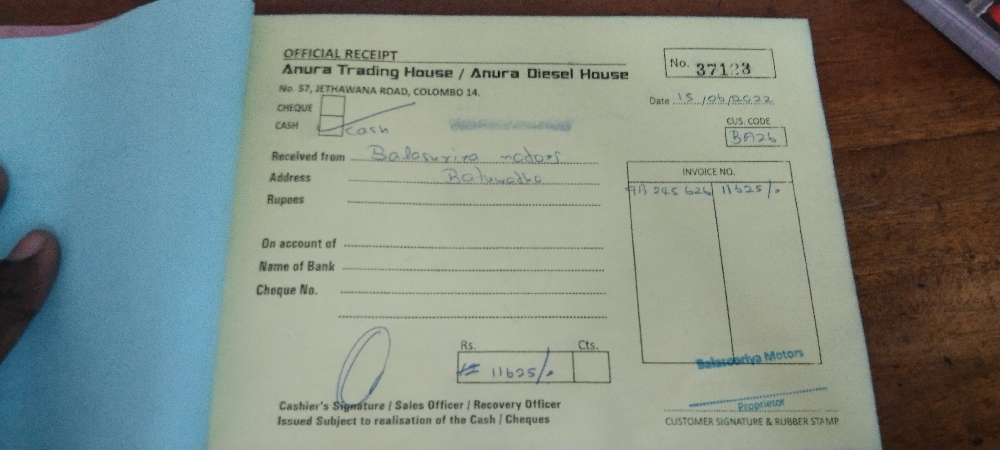 OFFICIAL RECEIPT
Anura Trading House / Anura Diesel House
No. 57, JETHAWANA ROAD, COLOMBO 14.
No. 37123
Date 15/06/2022
CHEQUE
CASH cash
CUS. CODE
BA26
Received from Balasuriya motors
Address Batuwatha
Rupees
On account of
Name of Bank
Cheque No.
INVOICE NO.
245 626 11625/.
Rs. Cts.
11625/.
Cashier's Signature / Sales Officer / Recovery Officer
Issued Subject to realisation of the Cash / Cheques
Balasooriya Motors
Proprietor
CUSTOMER SIGNATURE & RUBBER STAMP